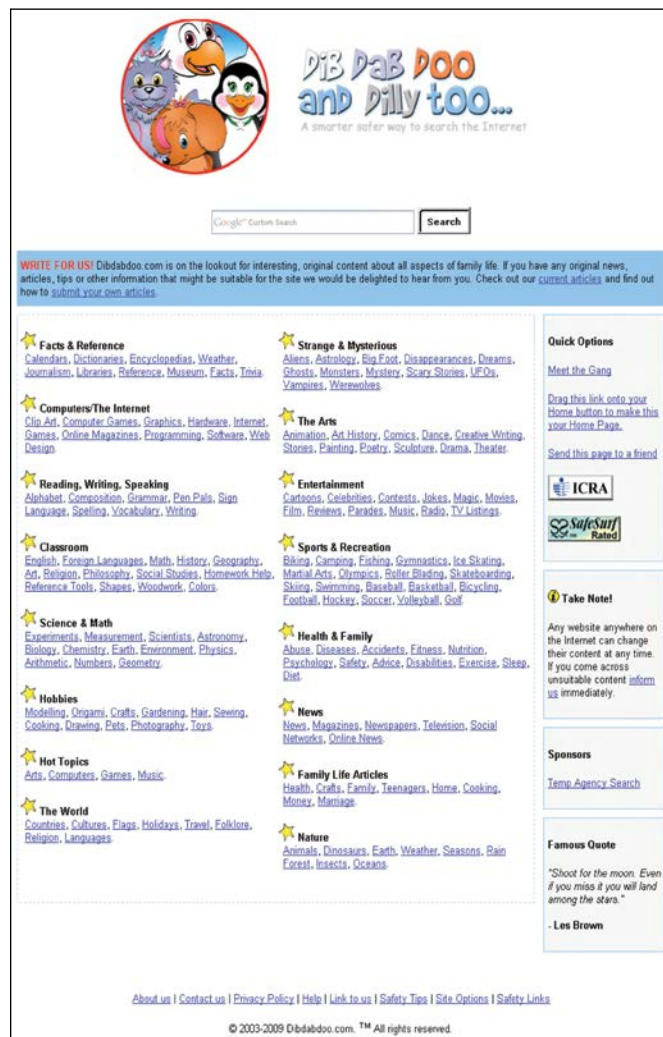 DiB DaB DOO
and Dilly too...
A smarter safer way to search the Internet
Google™ Custom Search
Search
WRITE FOR US! Dibdabdoo.com is on the lookout for interesting, original content about all aspects of family life. If you have any original news,
articles, tips or other information that might be suitable for the site we would be delighted to hear from you. Check out our current articles and find out
how to submit your own articles.
Facts & Reference
Calendars, Dictionaries, Encyclopedias, Weather,
Journalism, Libraries, Reference, Museum, Facts, Trivia.
Computers/The Internet
Clip Art, Computer Games, Graphics, Hardware, Internet,
Games, Online Magazines, Programming, Software, Web
Design.
Reading, Writing, Speaking
Alphabet, Composition, Grammar, Pen Pals, Sign
Language, Spelling, Vocabulary, Writing.
Classroom
English, Foreign Languages, Math, History, Geography,
Art, Religion, Philosophy, Social Studies, Homework Help,
Reference Tools, Shapes, Woodwork, Colors.
Science & Math
Experiments, Measurement, Scientists, Astronomy,
Biology, Chemistry, Earth, Environment, Physics,
Arithmetic, Numbers, Geometry.
Hobbies
Modelling, Origami, Crafts, Gardening, Hair, Sewing,
Cooking, Drawing, Pets, Photography, Toys.
Hot Topics
Arts, Computers, Games, Music.
The World
Countries, Cultures, Flags, Holidays, Travel, Folklore,
Religion, Languages.
Strange & Mysterious
Aliens, Astrology, Big Foot, Disappearances, Dreams,
Ghosts, Monsters, Mystery, Scary Stories, UFOs,
Vampires, Werewolves.
The Arts
Animation, Art History, Comics, Dance, Creative Writing,
Stories, Painting, Poetry, Sculpture, Drama, Theater.
Entertainment
Cartoons, Celebrities, Contests, Jokes, Magic, Movies,
Film, Reviews, Parades, Music, Radio, TV Listings.
Sports & Recreation
Biking, Camping, Fishing, Gymnastics, Ice Skating,
Martial Arts, Olympics, Roller Blading, Skateboarding,
Skiing, Swimming, Baseball, Basketball, Bicycling,
Football, Hockey, Soccer, Volleyball, Golf.
Health & Family
Abuse, Diseases, Accidents, Fitness, Nutrition,
Psychology, Safety, Advice, Disabilities, Exercise, Sleep,
Diet.
News
News, Magazines, Newspapers, Television, Social
Networks, Online News.
Family Life Articles
Health, Crafts, Family, Teenagers, Home, Cooking,
Money, Marriage.
Nature
Animals, Dinosaurs, Earth, Weather, Seasons, Rain
Forest, Insects, Oceans.
Quick Options
Meet the Gang
Drag this link onto your
Home button to make this
your Home Page.
Send this page to a friend
ICRA
SafeSurf
Rated
Take Note!
Any website anywhere on
the Internet can change
their content at any time.
If you come across
unsuitable content inform
us immediately.
Sponsors
Temp Agency Search
Famous Quote
"Shoot for the moon. Even
if you miss it you will land
among the stars."
- Les Brown
About us | Contact us | Privacy Policy | Help | Link to us | Safety Tips | Site Options | Safety Links
© 2003-2009 Dibdabdoo.com. ™ All rights reserved.